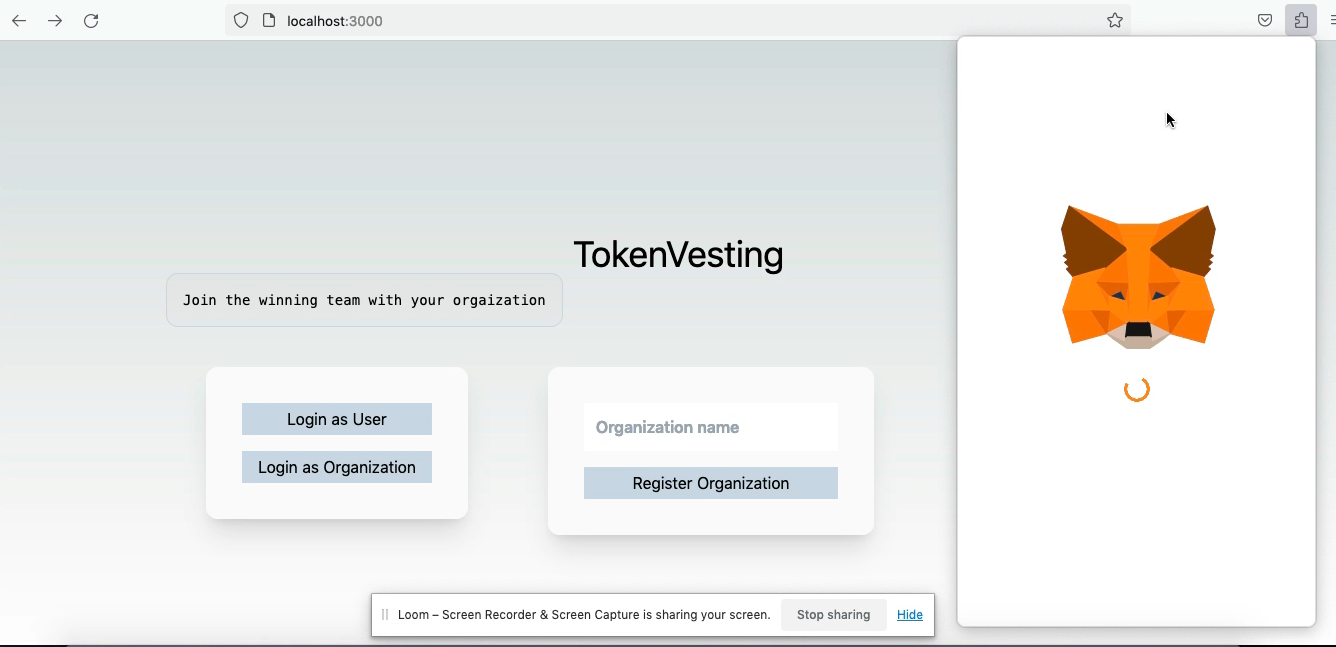 localhost:3000
TokenVesting
Join the winning team with your orgaization
Login as User
Login as Organization
Organization name
Register Organization
Loom – Screen Recorder & Screen Capture is sharing your screen.
Stop sharing
Hide